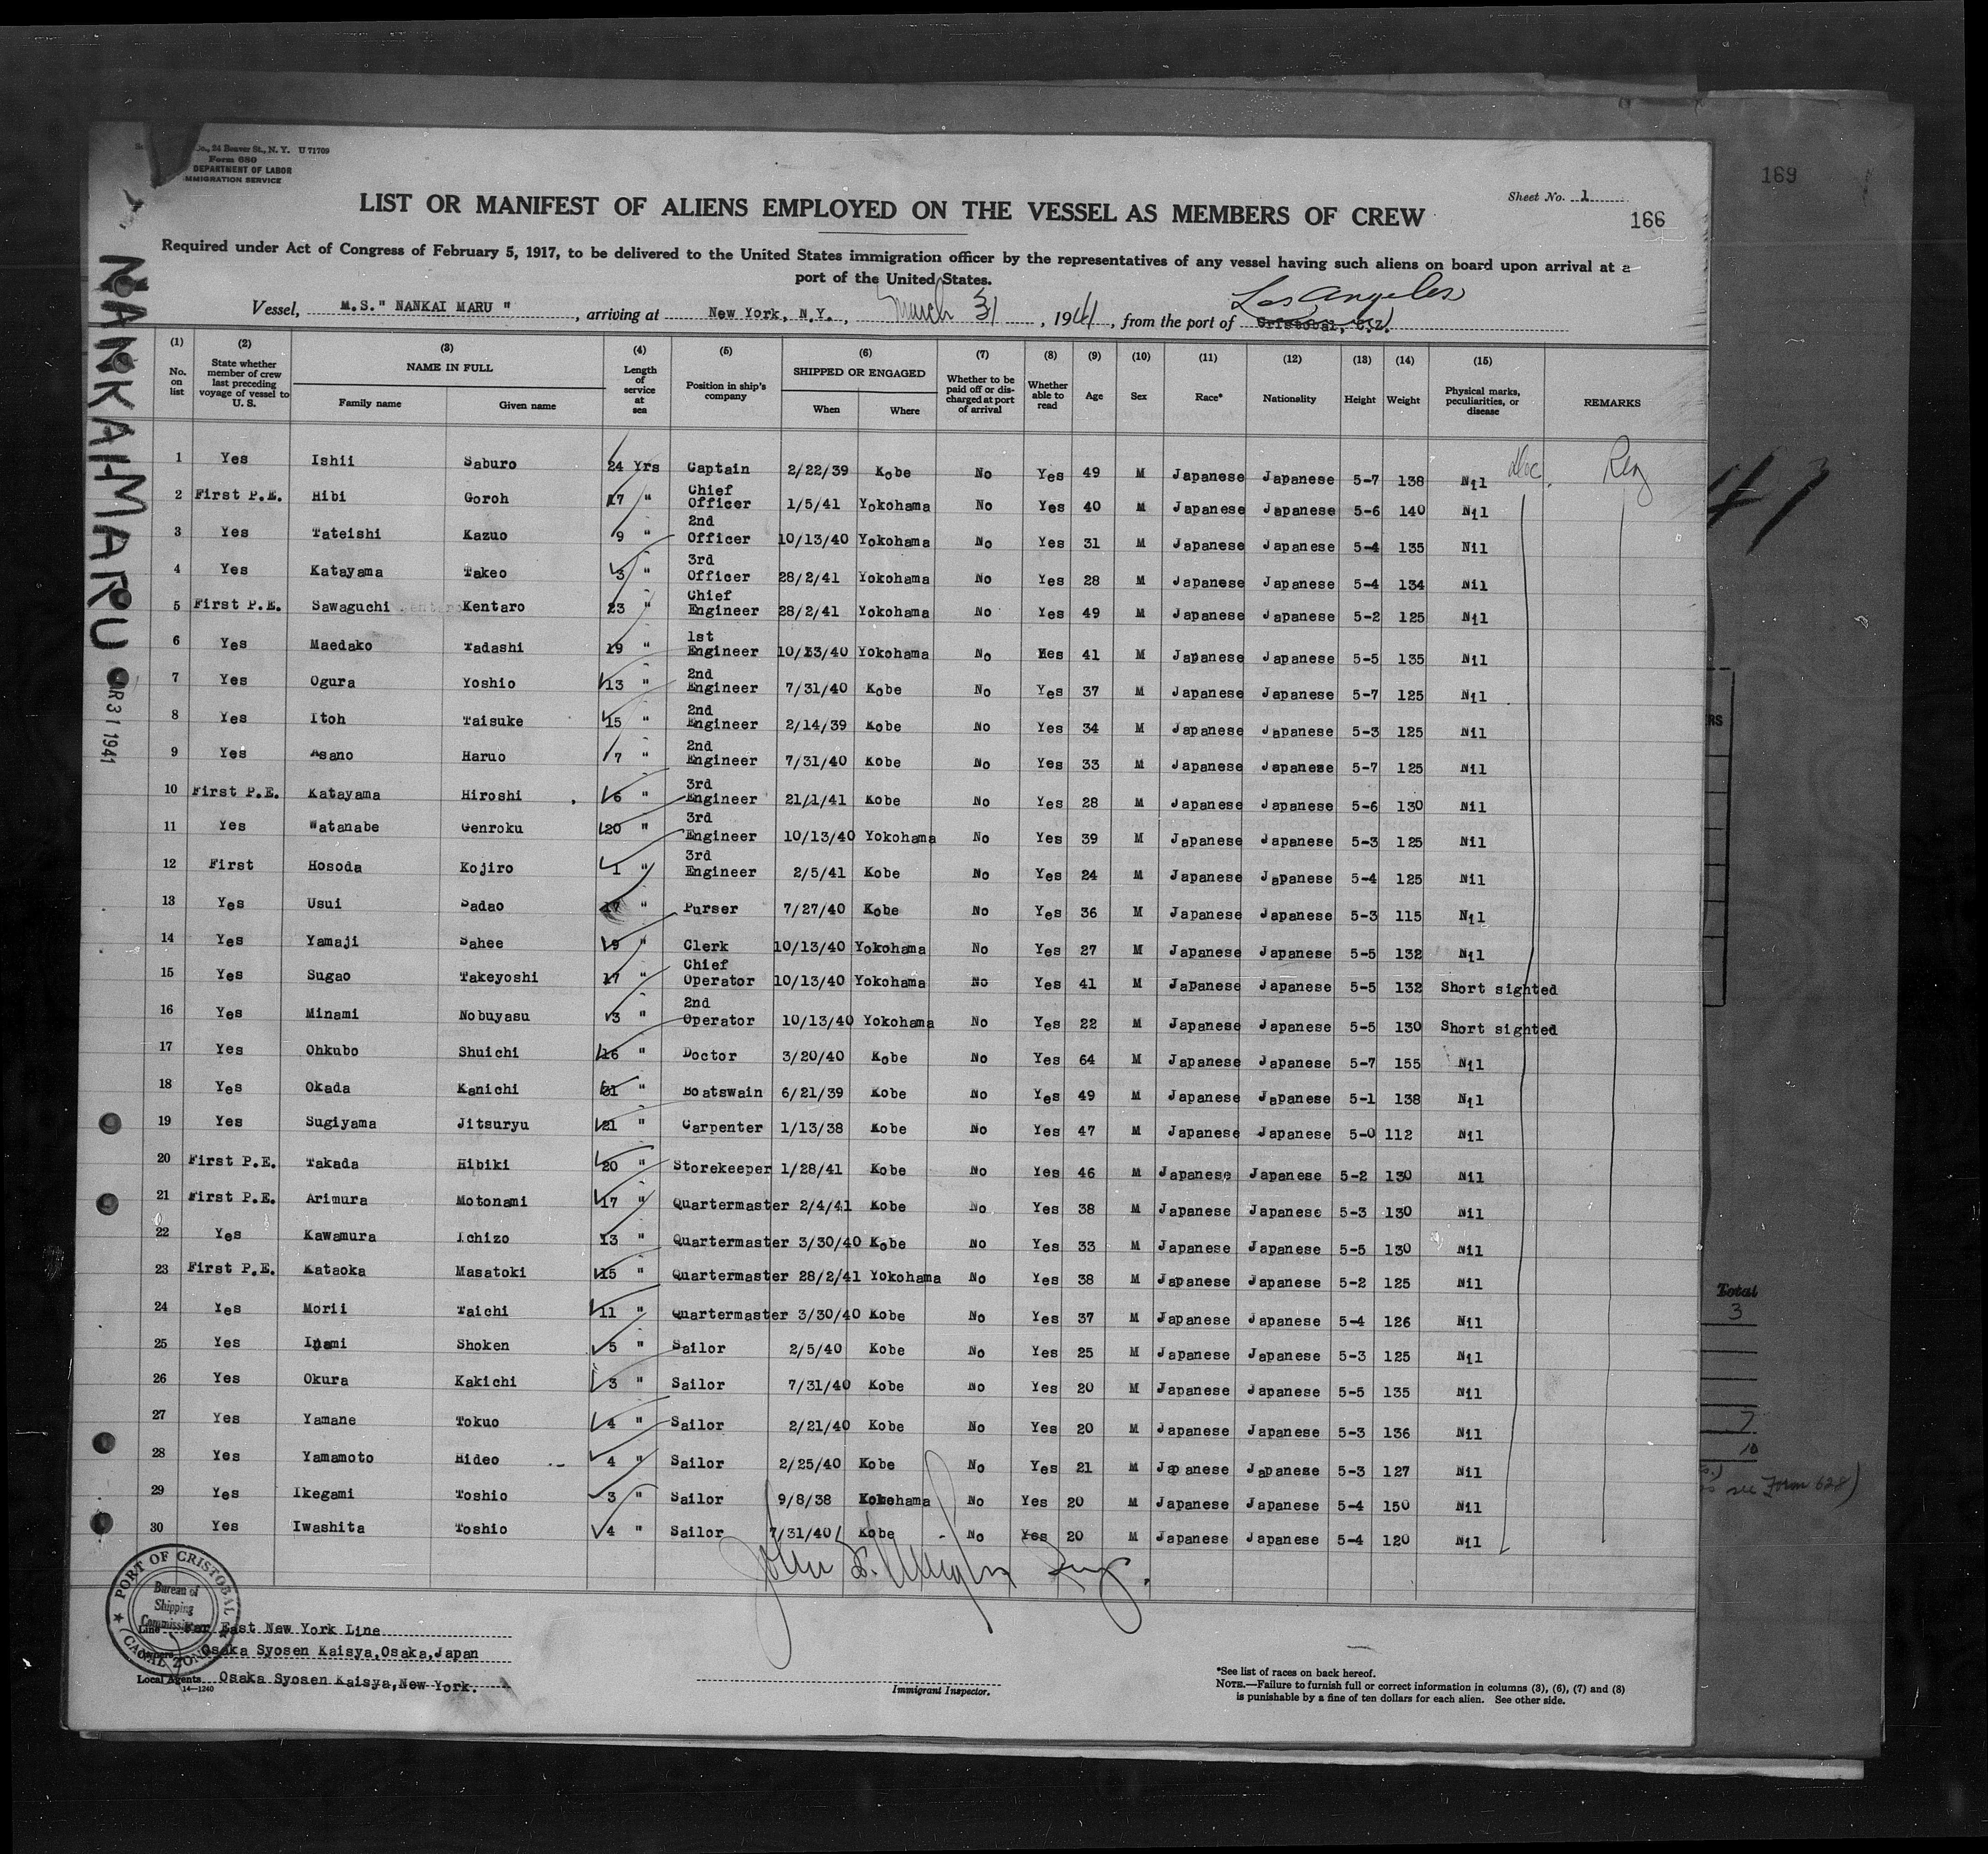 Co., 24 Beaver St., N. Y. U 71709
Form 680
DEPARTMENT OF LABOR
IMMIGRATION SERVICE
Sheet No. 1
169
LIST OR MANIFEST OF ALIENS EMPLOYED ON THE VESSEL AS MEMBERS OF CREW
166
Required under Act of Congress of February 5, 1917, to be delivered to the United States immigration officer by the representatives of any vessel having such aliens on board upon arrival at a
port of the United States.
Los Angeles
Vessel, M.S." NANKAI MARU ", arriving at New York, N.Y., March 31, 1941, from the port of Cristobal, C.Z.
NANKAI-MARU
R 31 1941
(1) (2) (3) (4) (5) (6) (7) (8) (9) (10) (11) (12) (13) (14) (15)
No. on list
State whether member of crew last preceding voyage of vessel to U. S.
NAME IN FULL
Family name
Given name
Length of service at sea
Position in ship's company
SHIPPED OR ENGAGED
When
Where
Whether to be paid off or discharged at port of arrival
Whether able to read
Age
Sex
Race*
Nationality
Height
Weight
Physical marks, peculiarities, or disease
REMARKS
1 Yes Ishii Saburo 24 Yrs Captain 2/22/39 Kobe No Yes 49 M Japanese Japanese 5-7 138 Nil
2 First P.E. Hibi Goroh 17 " Chief Officer 1/5/41 Yokohama No Yes 40 M Japanese Japanese 5-6 140 Nil
3 Yes Tateishi Kazuo 9 " 2nd Officer 10/13/40 Yokohama No Yes 31 M Japanese Japanese 5-4 135 Nil
4 Yes Katayama Takeo 3 " 3rd Officer 28/2/41 Yokohama No Yes 28 M Japanese Japanese 5-4 134 Nil
5 First P.E. Sawaguchi Kentaro 23 " Chief Engineer 28/2/41 Yokohama No Yes 49 M Japanese Japanese 5-2 125 Nil
6 Yes Maedako Tadashi 19 " 1st Engineer 10/13/40 Yokohama No Yes 41 M Japanese Japanese 5-5 135 Nil
7 Yes Ogura Yoshio 13 " 2nd Engineer 7/31/40 Kobe No Yes 37 M Japanese Japanese 5-7 125 Nil
8 Yes Itoh Taisuke 15 " 2nd Engineer 2/14/39 Kobe No Yes 34 M Japanese Japanese 5-3 125 Nil
9 Yes Asano Haruo 7 " 2nd Engineer 7/31/40 Kobe No Yes 33 M Japanese Japanese 5-7 125 Nil
10 First P.E. Katayama Hiroshi 6 " 3rd Engineer 21/1/41 Kobe No Yes 28 M Japanese Japanese 5-6 130 Nil
11 Yes Watanabe Genroku 20 " 3rd Engineer 10/13/40 Yokohama No Yes 39 M Japanese Japanese 5-3 125 Nil
12 First Hosoda Kojiro 1 " 3rd Engineer 2/5/41 Kobe No Yes 24 M Japanese Japanese 5-4 125 Nil
13 Yes Usui Sadao 17 " Purser 7/27/40 Kobe No Yes 36 M Japanese Japanese 5-3 115 Nil
14 Yes Yamaji Sahee 9 " Clerk 10/13/40 Yokohama No Yes 27 M Japanese Japanese 5-5 132 Nil
15 Yes Sugao Takeyoshi 17 " Chief Operator 10/13/40 Yokohama No Yes 41 M Japanese Japanese 5-5 132 Short sighted
16 Yes Minami Nobuyasu 3 " 2nd Operator 10/13/40 Yokohama No Yes 22 M Japanese Japanese 5-5 130 Short sighted
17 Yes Ohkubo Shuichi 16 " Doctor 3/20/40 Kobe No Yes 64 M Japanese Japanese 5-7 155 Nil
18 Yes Okada Kanichi 31 " Boatswain 6/21/39 Kobe No Yes 49 M Japanese Japanese 5-1 138 Nil
19 Yes Sugiyama Jitsuryu 21 " Carpenter 1/13/38 Kobe No Yes 47 M Japanese Japanese 5-0 112 Nil
20 First P.E. Takada Hibiki 20 " Storekeeper 1/28/41 Kobe No Yes 46 M Japanese Japanese 5-2 130 Nil
21 First P.E. Arimura Motonami 17 " Quartermaster 2/4/41 Kobe No Yes 38 M Japanese Japanese 5-3 130 Nil
22 Yes Kawamura Ichizo 13 " Quartermaster 3/30/40 Kobe No Yes 33 M Japanese Japanese 5-5 130 Nil
23 First P.E. Kataoka Masatoki 15 " Quartermaster 28/2/41 Yokohama No Yes 38 M Japanese Japanese 5-2 125 Nil
24 Yes Morii Taichi 11 " Quartermaster 3/30/40 Kobe No Yes 37 M Japanese Japanese 5-4 126 Nil
25 Yes Inami Shoken 5 " Sailor 2/5/40 Kobe No Yes 25 M Japanese Japanese 5-3 125 Nil
26 Yes Okura Kakichi 3 " Sailor 7/31/40 Kobe No Yes 20 M Japanese Japanese 5-5 135 Nil
27 Yes Yamane Tokuo 4 " Sailor 2/21/40 Kobe No Yes 20 M Japanese Japanese 5-3 136 Nil
28 Yes Yamamoto Hideo 4 " Sailor 2/25/40 Kobe No Yes 21 M Japanese Japanese 5-3 127 Nil
29 Yes Ikegami Toshio 3 " Sailor 9/8/38 No Yes 20 M Japanese Japanese 5-4 150 Nil
30 Yes Iwashita Toshio 4 " Sailor 7/31/40 Kobe No Yes 20 M Japanese Japanese 5-4 120 Nil
RS
Total
3
7
10
see Form 628)
PORT OF CRISTOBAL
Bureau of
Shipping
Commissioner
CANAL ZONE
Line Far East New York Line
Owners Osaka Syosen Kaisya, Osaka, Japan
Local Agents Osaka Syosen Kaisya, New York.
14—1240
Immigrant Inspector.
*See list of races on back hereof.
NOTE.—Failure to furnish full or correct information in columns (3), (6), (7) and (8)
is punishable by a fine of ten dollars for each alien. See other side.